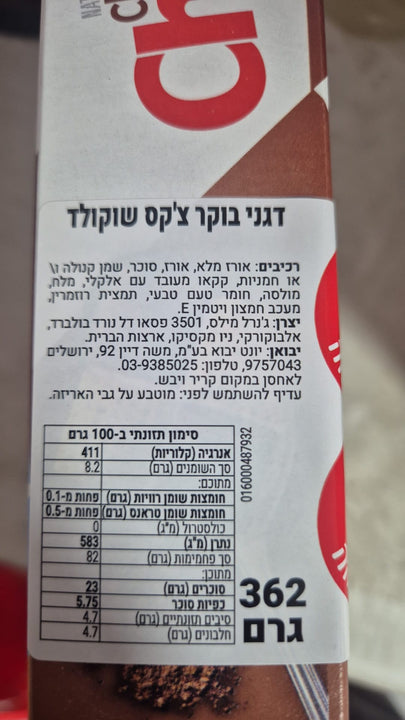 Ch
דגני בוקר צ'קס שוקולד
רכיבים: אורז מלא, אורז, סוכר, שמן קנולה ו\
או חמניות, קקאו מעובד עם אלקלי, מלח,
מולסה, חומר טעם טבעי, תמצית רוזמרין,
מעכב חמצון ויטמין E.
יצרן: ג'נרל מילס, 3501 פסאו דל נורד בולברד,
אלבוקורקי, ניו מקסיקו, ארצות הברית.
יבואן: יונט יבוא בע"מ, משה דיין 92, ירושלים
9757043, טלפון: 03-9385025.
לאחסן במקום קריר ויבש.
עדיף להשתמש לפני: מוטבע על גבי האריזה.
סימון תזונתי ב-100 גרם
אנרגיה (קלוריות) 411
סך השומנים (גרם) 8.2
מתוכם:
חומצות שומן רוויות (גרם) פחות מ-0.1
חומצות שומן טראנס (גרם) פחות מ-0.5
כולסטרול (מ"ג) 0
נתרן (מ"ג) 583
סך פחמימות (גרם) 82
מתוכן:
סוכרים (גרם) 23
כפיות סוכר 5.75
סיבים תזונתיים (גרם) 4.7
חלבונים (גרם) 4.7
016000487932
362
גרם